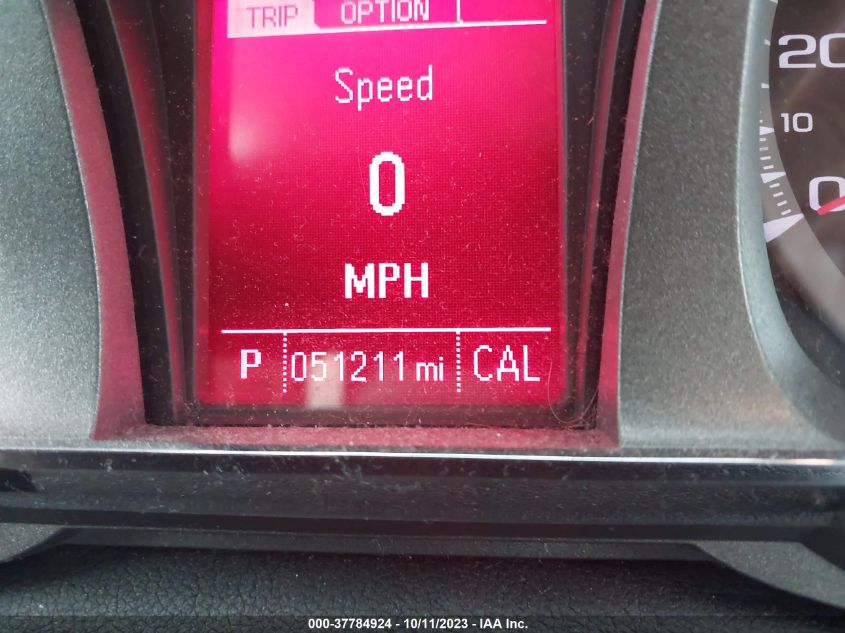 TRIP OPTION
Speed
0
MPH
P 051211 mi CAL
20
10
0
000-37784924 - 10/11/2023 - IAA Inc.